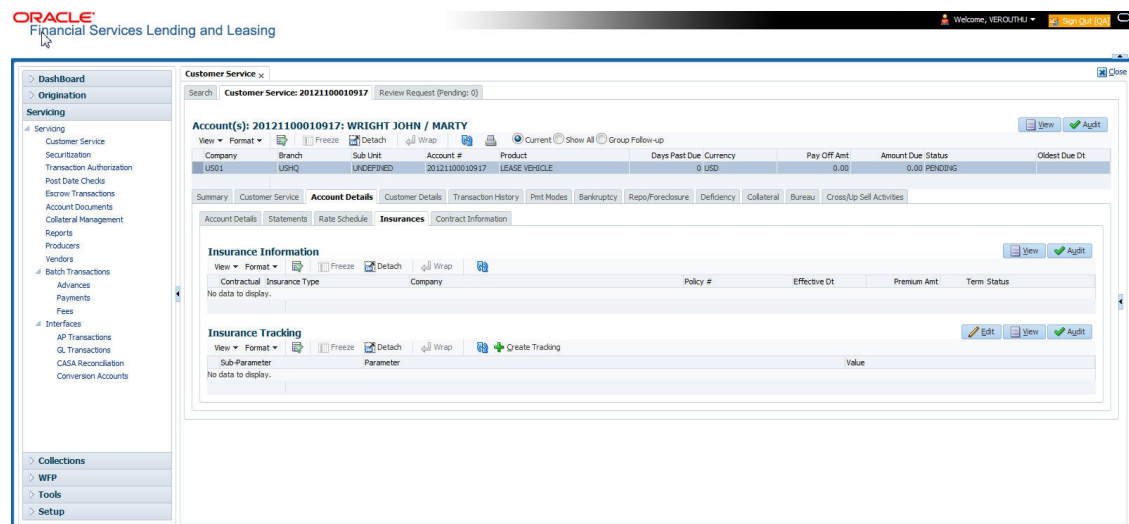 ORACLE
Financial Services Lending and Leasing
Welcome, VEROUTHU
Sign Out [QA]
DashBoard
Origination
Servicing
Servicing
Customer Service
Securitization
Transaction Authorization
Post Date Checks
Escrow Transactions
Account Documents
Collateral Management
Reports
Producers
Vendors
Batch Transactions
Advances
Payments
Fees
Interfaces
AP Transactions
GL Transactions
CASA Reconciliation
Conversion Accounts
Collections
WFP
Tools
Setup
Customer Service x
Close
Search Customer Service: 20121100010917 Review Request (Pending: 0)
Account(s): 20121100010917: WRIGHT JOHN / MARTY
View Audit
View Format Freeze Detach Wrap Current Show All Group Follow-up
Company Branch Sub Unit Account # Product Days Past Due Currency Pay Off Amt Amount Due Status Oldest Due Dt
US01 USHQ UNDEFINED 20121100010917 LEASE VEHICLE 0 USD 0.00 0.00 PENDING
Summary Customer Service Account Details Customer Details Transaction History Pmt Modes Bankruptcy Repo/Foreclosure Deficiency Collateral Bureau Cross/Up Sell Activities
Account Details Statements Rate Schedule Insurances Contract Information
Insurance Information
View Audit
View Format Freeze Detach Wrap
Contractual Insurance Type Company Policy # Effective Dt Premium Amt Term Status
No data to display.
Insurance Tracking
Edit View Audit
View Format Freeze Detach Wrap Create Tracking
Sub-Parameter Parameter Value
No data to display.